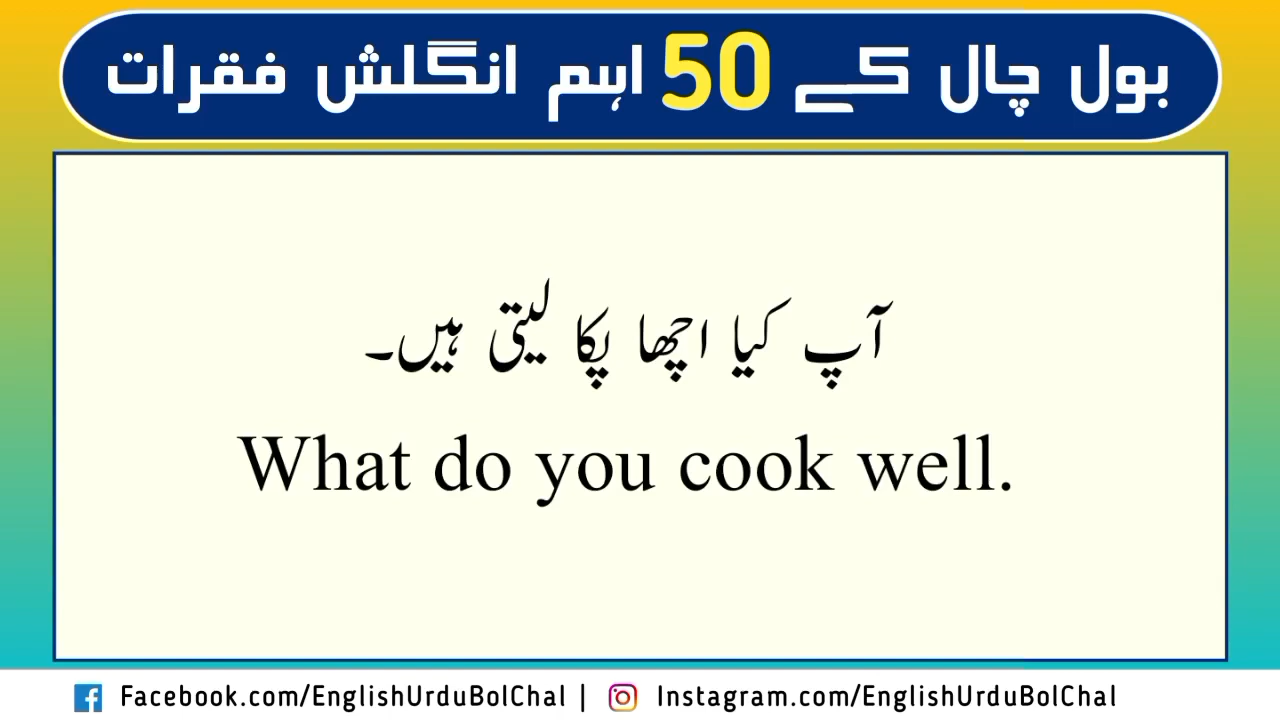 بول چال کے 50 اہم انگلش فقرات
آپ کیا اچھا پکا لیتی ہیں۔
What do you cook well.
Facebook.com/EnglishUrduBolChal | Instagram.com/EnglishUrduBolChal